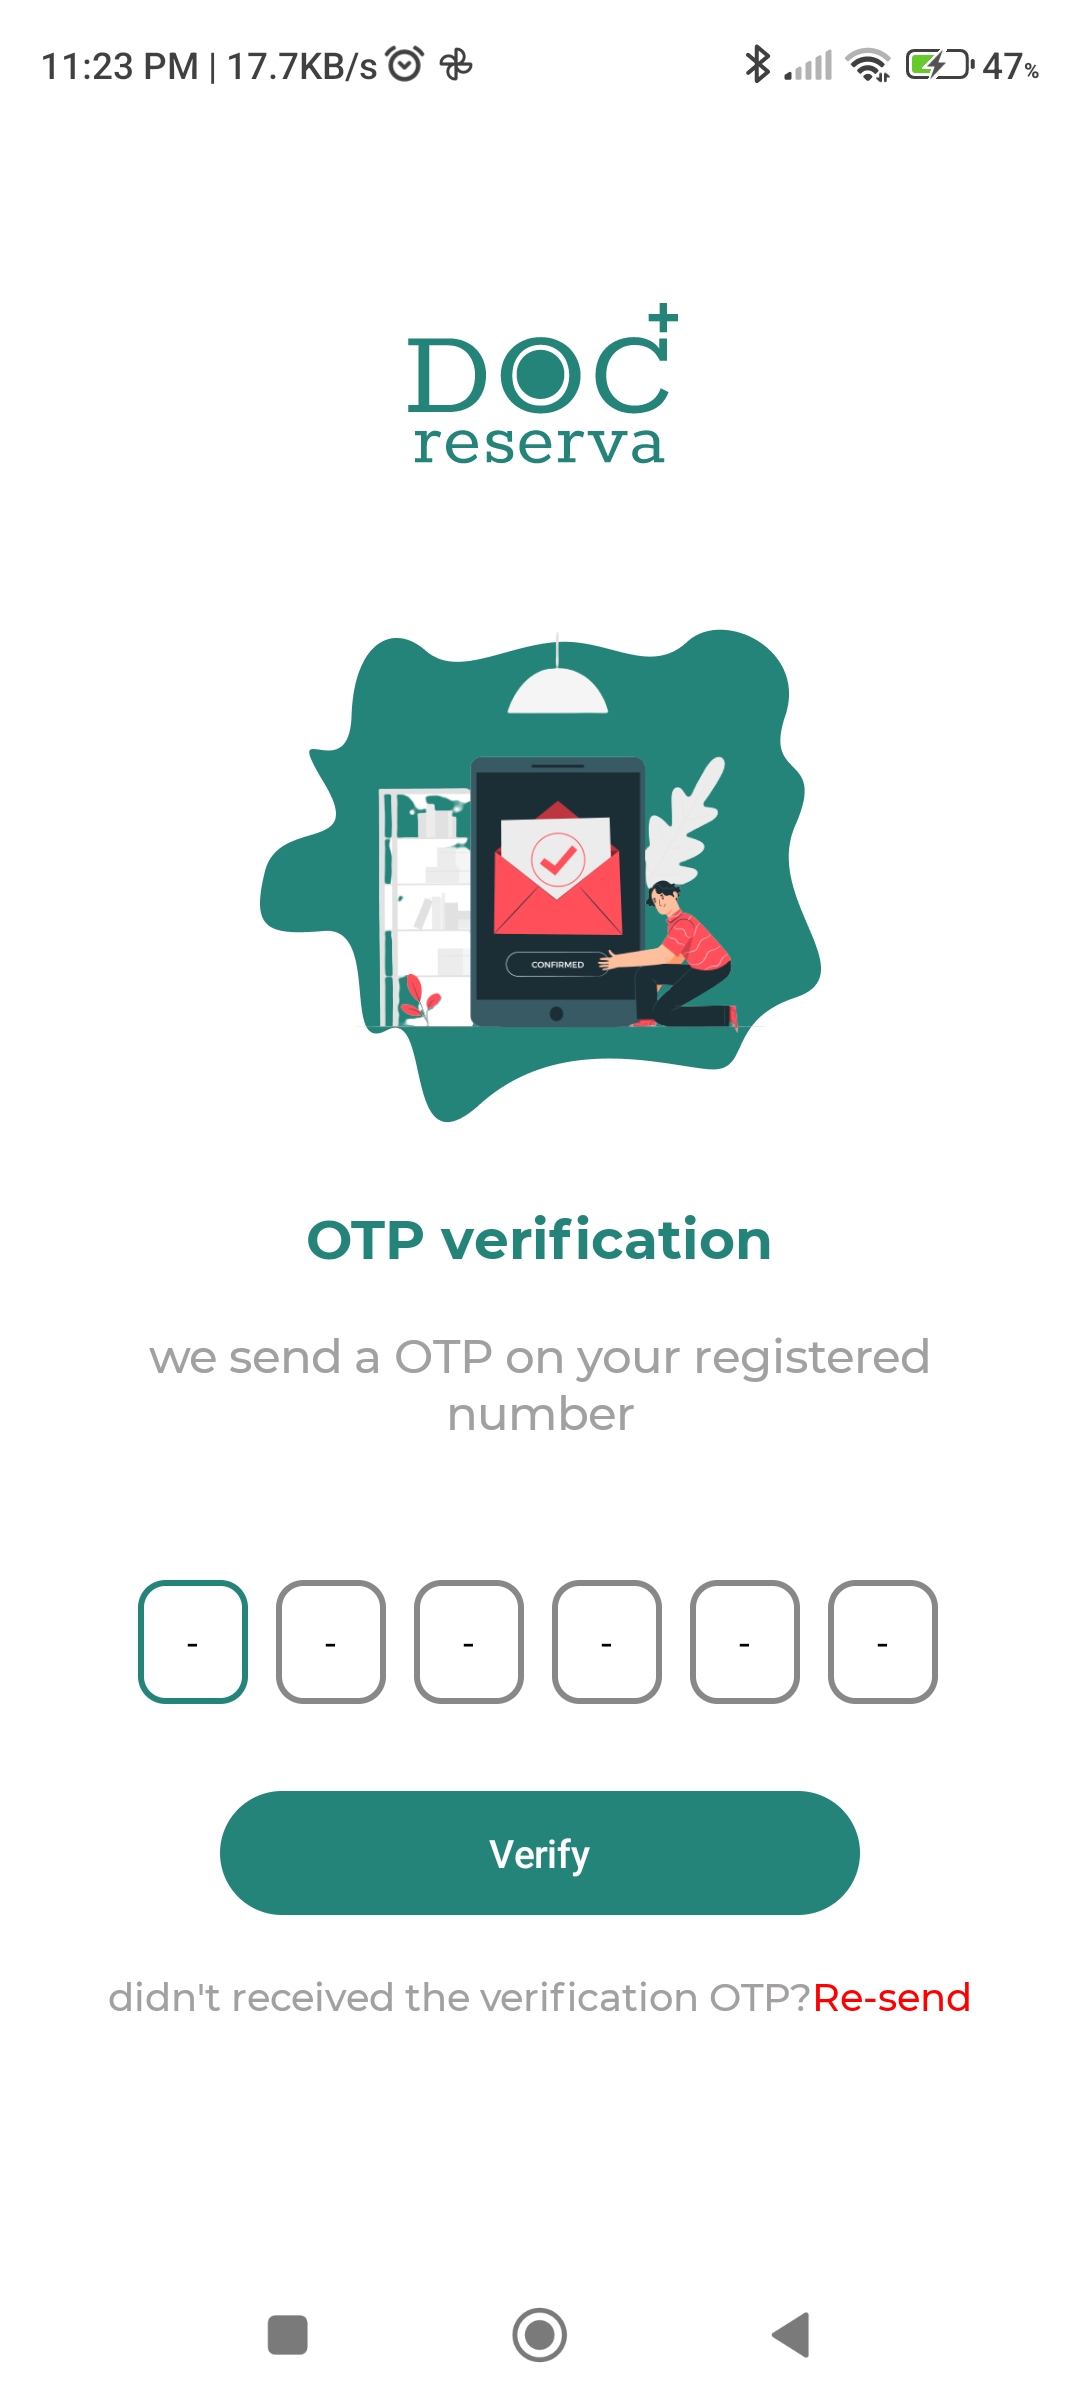 11:23 PM | 17.7KB/s 47%
DOC+
reserva
CONFIRMED
OTP verification
we send a OTP on your registered
number
- - - - - -
Verify
didn't received the verification OTP?Re-send